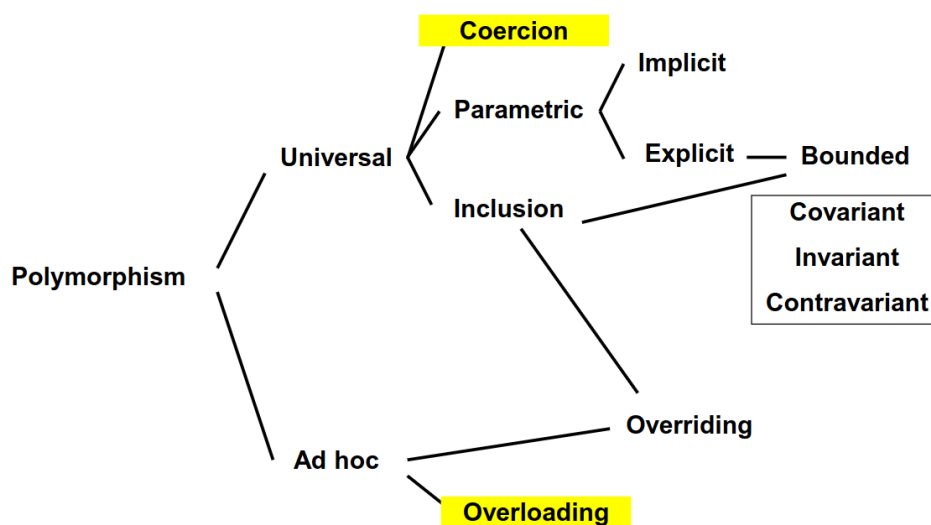 Coercion
Implicit
Parametric
Universal
Explicit
Bounded
Inclusion
Covariant
Invariant
Polymorphism
Contravariant
Overriding
Ad hoc
Overloading